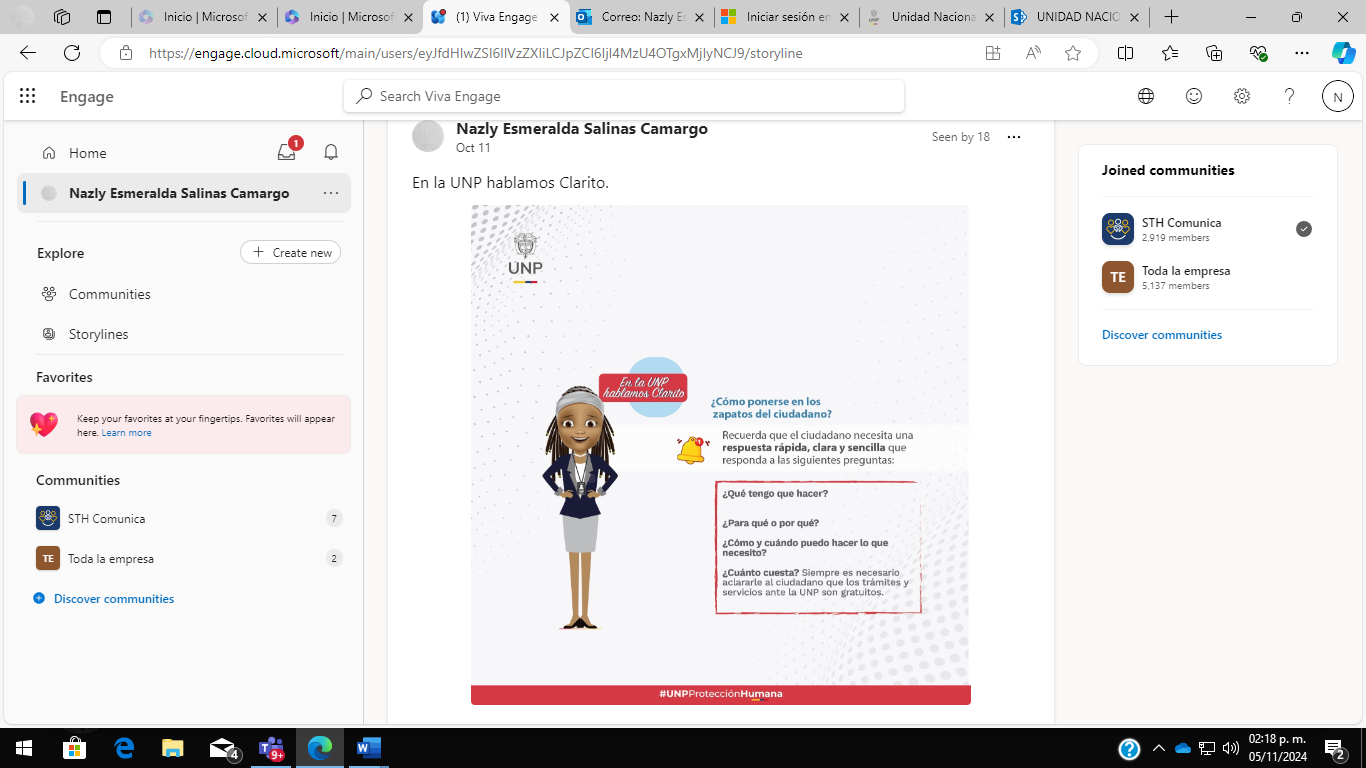 Inicio | Microsof
Inicio | Microsof
(1) Viva Engage
Correo: Nazly Es
Iniciar sesión en
Unidad Naciona
UNIDAD NACIO
https://engage.cloud.microsoft/main/users/eyJfdHlwZSI6IlVzZXIiLCJpZCI6IjI4MzU4OTgxMjIyNCJ9/storyline
Engage
Search Viva Engage
N
Home
1
Nazly Esmeralda Salinas Camargo
Explore
Create new
Communities
Storylines
Favorites
Keep your favorites at your fingertips. Favorites will appear
here. Learn more
Communities
STH Comunica
7
TE
Toda la empresa
2
Discover communities
Nazly Esmeralda Salinas Camargo
Oct 11
Seen by 18
En la UNP hablamos Clarito.
UNP
En la UNP
hablamos Clarito
¿Cómo ponerse en los
zapatos del ciudadano?
Recuerda que el ciudadano necesita una
respuesta rápida, clara y sencilla que
responda a las siguientes preguntas:
¿Qué tengo que hacer?
¿Para qué o por qué?
¿Cómo y cuándo puedo hacer lo que
necesito?
¿Cuánto cuesta? Siempre es necesario
aclararle al ciudadano que los trámites y
servicios ante la UNP son gratuitos.
#UNPProtecciónHumana
Joined communities
STH Comunica
2,919 members
TE
Toda la empresa
5,137 members
Discover communities
4
9+
02:18 p. m.
05/11/2024
2